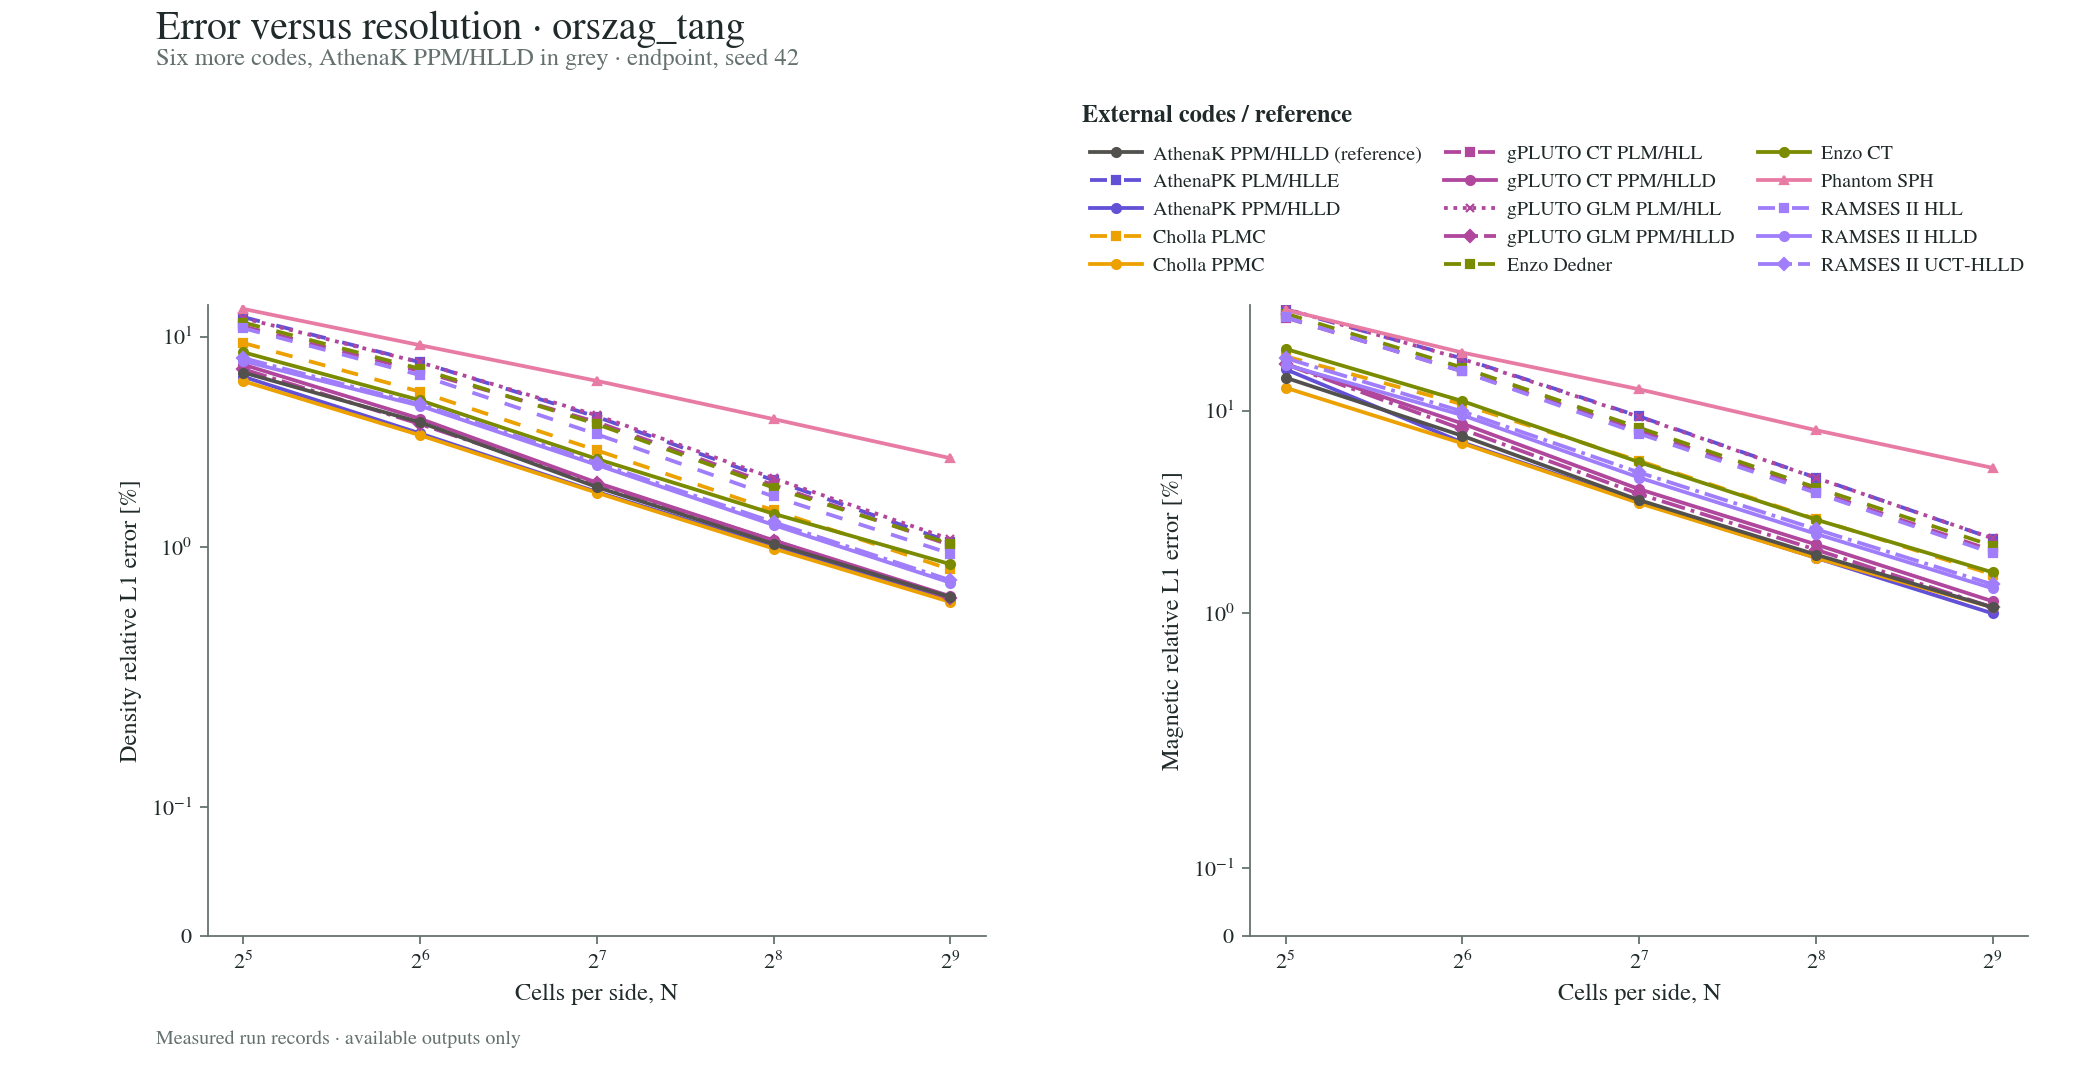 Error versus resolution · orszag_tang
Six more codes, AthenaK PPM/HLLD in grey · endpoint, seed 42
External codes / reference
AthenaK PPM/HLLD (reference)
AthenaPK PLM/HLLE
AthenaPK PPM/HLLD
Cholla PLMC
Cholla PPMC
gPLUTO CT PLM/HLL
gPLUTO CT PPM/HLLD
gPLUTO GLM PLM/HLL
gPLUTO GLM PPM/HLLD
Enzo Dedner
Enzo CT
Phantom SPH
RAMSES II HLL
RAMSES II HLLD
RAMSES II UCT-HLLD
Density relative L1 error [%]
10¹
10⁰
10⁻¹
0
2⁵ 2⁶ 2⁷ 2⁸ 2⁹
Cells per side, N
Magnetic relative L1 error [%]
10¹
10⁰
10⁻¹
0
2⁵ 2⁶ 2⁷ 2⁸ 2⁹
Cells per side, N
Measured run records · available outputs only